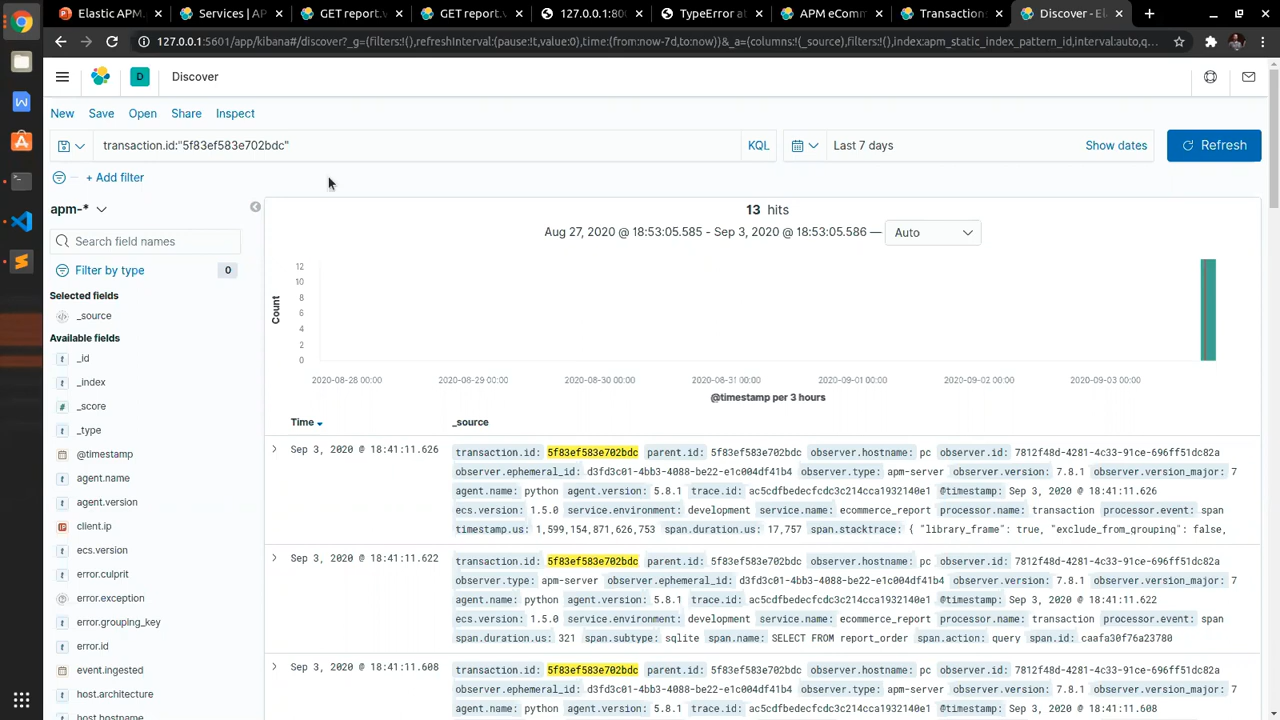 Elastic APM.
Services | AP
GET report.v
GET report.v
127.0.0.1:80
TypeError at
APM eComm
Transaction
Discover - El
127.0.0.1:5601/app/kibana#/discover?_g=(filters:!(),refreshInterval:(pause:!t,value:0),time:(from:now-7d,to:now))&_a=(columns:!(_source),filters:!(),index:apm_static_index_pattern_id,interval:auto,q...
D
Discover
New
Save
Open
Share
Inspect
transaction.id:"5f83ef583e702bdc"
KQL
Last 7 days
Show dates
Refresh
+ Add filter
apm-*
Search field names
Filter by type
0
Selected fields
_source
Available fields
t _id
t _index
# _score
t _type
@timestamp
t agent.name
t agent.version
client.ip
t ecs.version
t error.culprit
error.exception
t error.grouping_key
t error.id
event.ingested
t host.architecture
host.hostname
13 hits
Aug 27, 2020 @ 18:53:05.585 - Sep 3, 2020 @ 18:53:05.586 —
Auto
Count
12
10
8
6
4
2
0
2020-08-28 00:00
2020-08-29 00:00
2020-08-30 00:00
2020-08-31 00:00
2020-09-01 00:00
2020-09-02 00:00
2020-09-03 00:00
@timestamp per 3 hours
Time
_source
Sep 3, 2020 @ 18:41:11.626
transaction.id: 5f83ef583e702bdc parent.id: 5f83ef583e702bdc observer.hostname: pc observer.id: 7812f48d-4281-4c33-91ce-696ff51dc82a
observer.ephemeral_id: d3fd3c01-4bb3-4088-be22-e1c004df41b4 observer.type: apm-server observer.version: 7.8.1 observer.version_major: 7
agent.name: python agent.version: 5.8.1 trace.id: ac5cdfbedecfcdc3c214cca1932140e1 @timestamp: Sep 3, 2020 @ 18:41:11.626
ecs.version: 1.5.0 service.environment: development service.name: ecommerce_report processor.name: transaction processor.event: span
timestamp.us: 1,599,154,871,626,753 span.duration.us: 17,757 span.stacktrace: { "library_frame": true, "exclude_from_grouping": false,
Sep 3, 2020 @ 18:41:11.622
transaction.id: 5f83ef583e702bdc parent.id: 5f83ef583e702bdc observer.hostname: pc observer.id: 7812f48d-4281-4c33-91ce-696ff51dc82a
observer.type: apm-server observer.ephemeral_id: d3fd3c01-4bb3-4088-be22-e1c004df41b4 observer.version: 7.8.1 observer.version_major: 7
agent.name: python agent.version: 5.8.1 trace.id: ac5cdfbedecfcdc3c214cca1932140e1 @timestamp: Sep 3, 2020 @ 18:41:11.622
ecs.version: 1.5.0 service.environment: development service.name: ecommerce_report processor.name: transaction processor.event: span
span.duration.us: 321 span.subtype: sqlite span.name: SELECT FROM report_order span.action: query span.id: caafa30f76a23780
Sep 3, 2020 @ 18:41:11.608
transaction.id: 5f83ef583e702bdc parent.id: 5f83ef583e702bdc observer.hostname: pc observer.id: 7812f48d-4281-4c33-91ce-696ff51dc82a
observer.ephemeral_id: d3fd3c01-4bb3-4088-be22-e1c004df41b4 observer.type: apm-server observer.version: 7.8.1 observer.version_major: 7
agent.name: python agent.version: 5.8.1 trace.id: ac5cdfbedecfcdc3c214cca1932140e1 @timestamp: Sep 3, 2020 @ 18:41:11.608